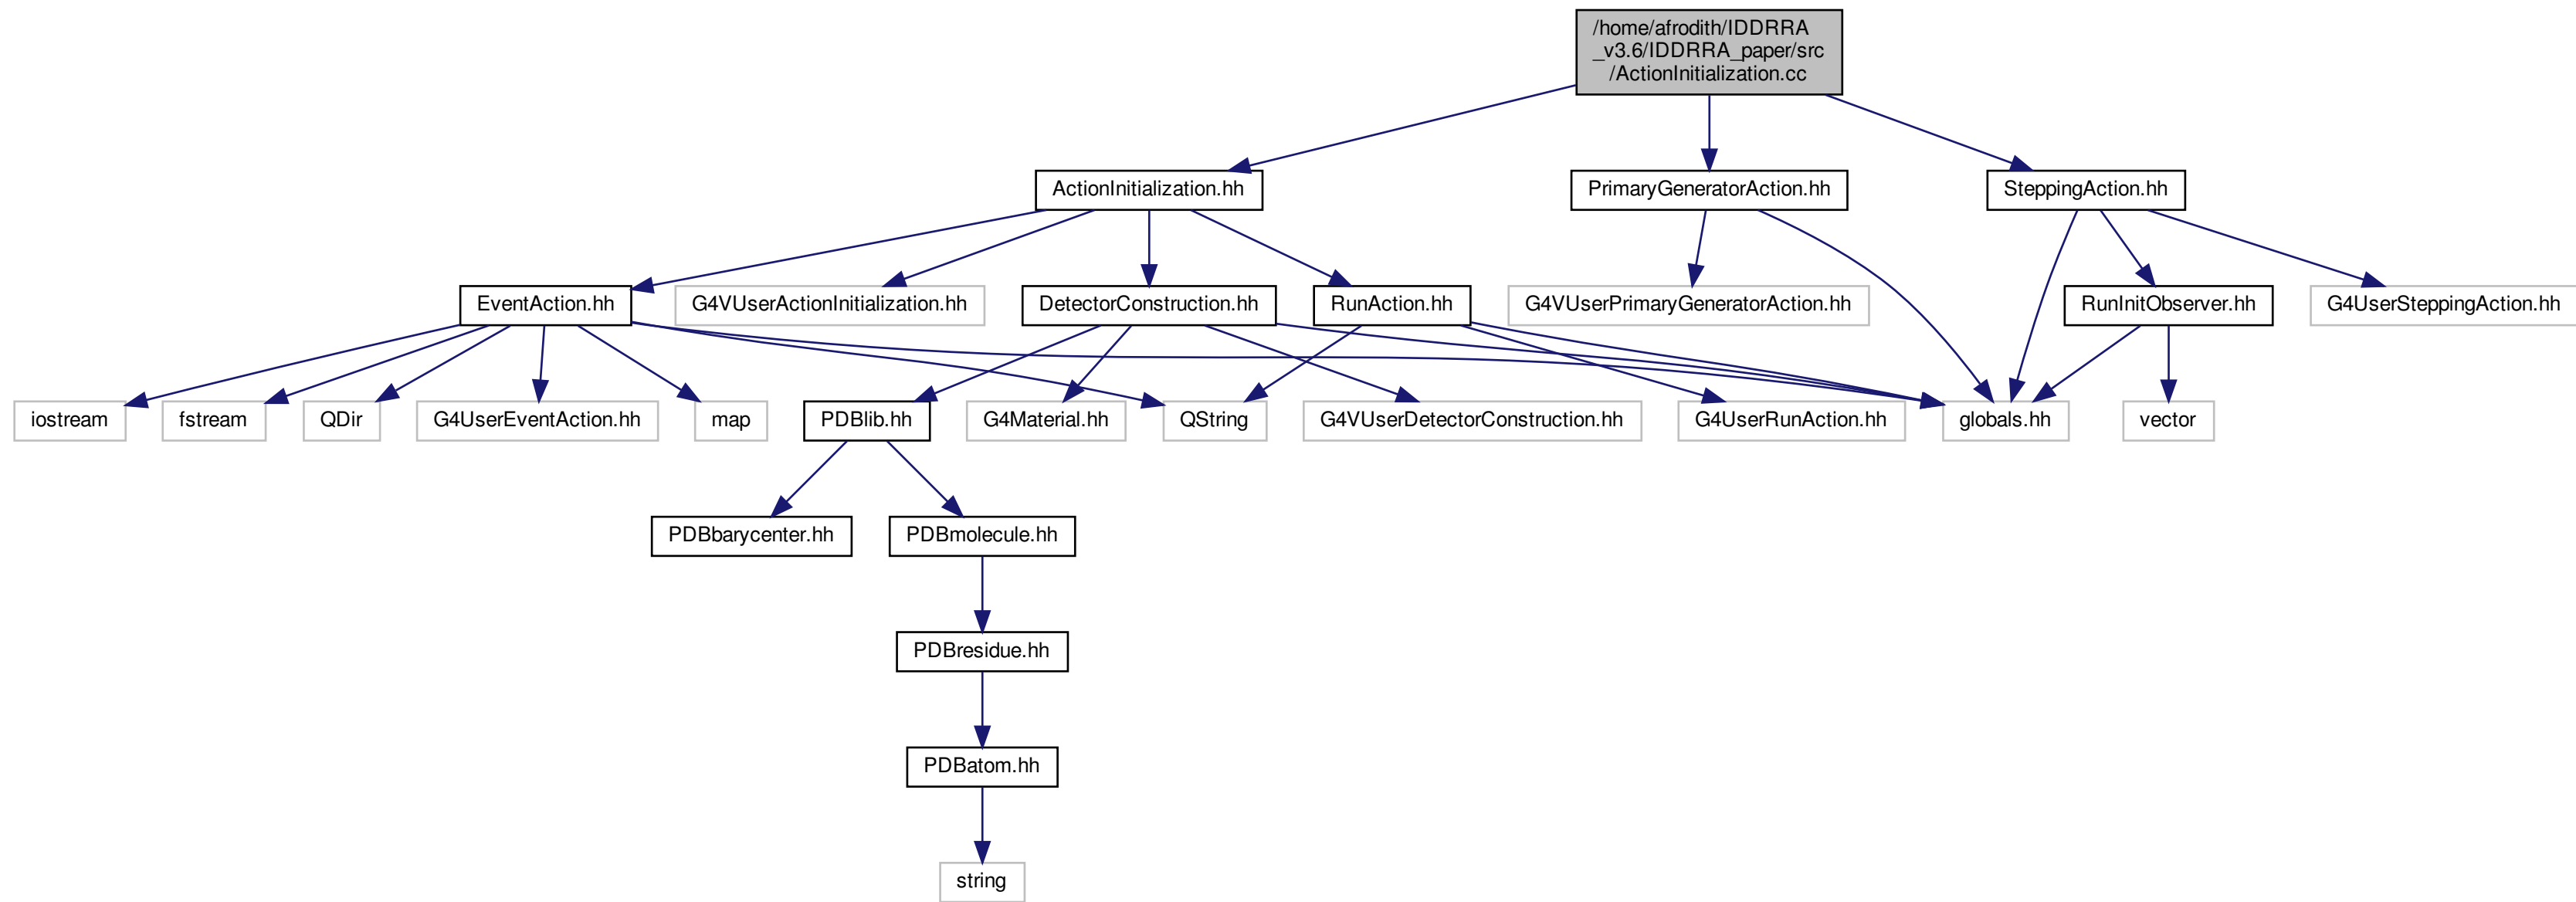 /home/afrodith/IDDRRA
_v3.6/IDDRRA_paper/src
/ActionInitialization.cc
ActionInitialization.hh
PrimaryGeneratorAction.hh
SteppingAction.hh
EventAction.hh
G4VUserActionInitialization.hh
DetectorConstruction.hh
RunAction.hh
G4VUserPrimaryGeneratorAction.hh
RunInitObserver.hh
G4UserSteppingAction.hh
iostream
fstream
QDir
G4UserEventAction.hh
map
PDBlib.hh
G4Material.hh
QString
G4VUserDetectorConstruction.hh
G4UserRunAction.hh
globals.hh
vector
PDBbarycenter.hh
PDBmolecule.hh
PDBresidue.hh
PDBatom.hh
string